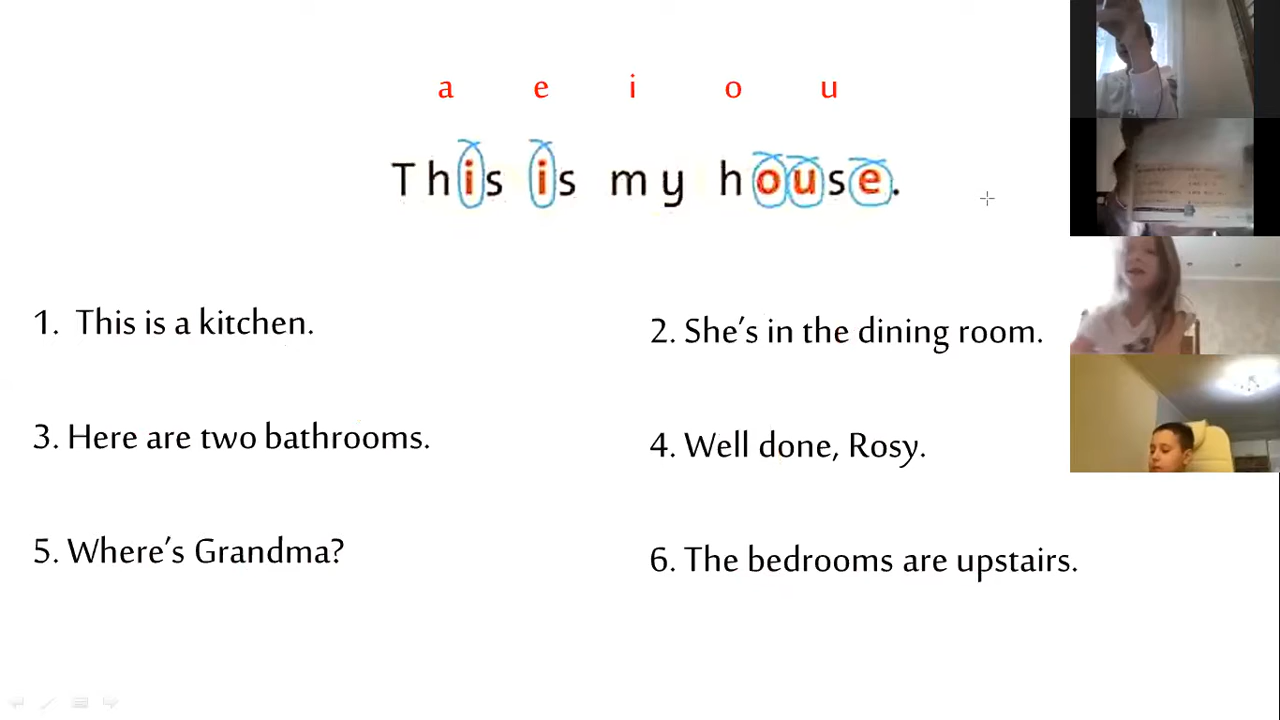 a e i o u
This is my house.
1. This is a kitchen.
2. She's in the dining room.
3. Here are two bathrooms.
4. Well done, Rosy.
5. Where's Grandma?
6. The bedrooms are upstairs.